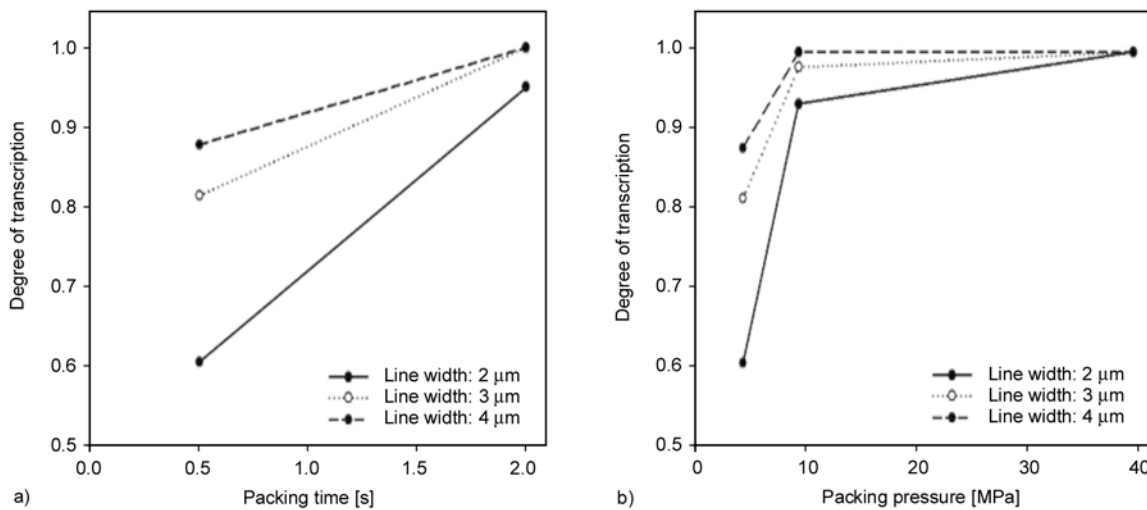 1.0
0.9
0.8
0.7
0.6
0.5
0.0
0.5
1.0
1.5
2.0
Degree of transcription
Packing time [s]
Line width: 2 μm
Line width: 3 μm
Line width: 4 μm
a)
1.0
0.9
0.8
0.7
0.6
0.5
0
10
20
30
40
Degree of transcription
Packing pressure [MPa]
Line width: 2 μm
Line width: 3 μm
Line width: 4 μm
b)